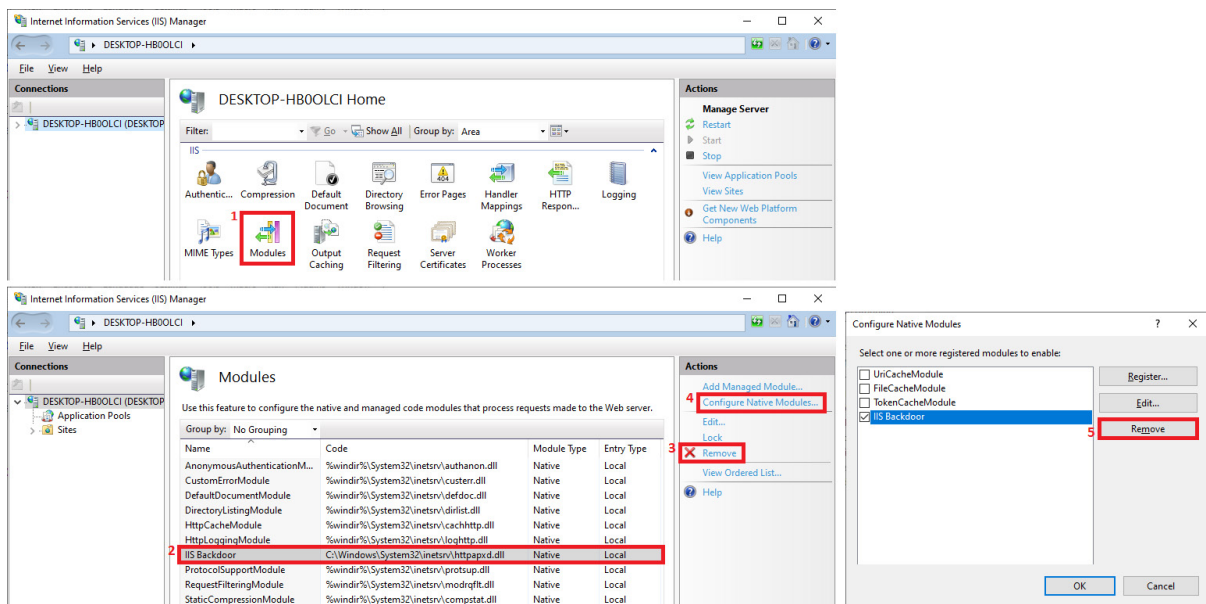 Internet Information Services (IIS) Manager
DESKTOP-HB0OLCI
File View Help
Connections
DESKTOP-HB0OLCI (DESKTOP
DESKTOP-HB0OLCI Home
Filter: Go Show All Group by: Area
IIS
Authentic... Compression Default Document Directory Browsing Error Pages Handler Mappings HTTP Respon... Logging
1
MIME Types Modules Output Caching Request Filtering Server Certificates Worker Processes
Actions
Manage Server
Restart
Start
Stop
View Application Pools
View Sites
Get New Web Platform
Components
Help
Internet Information Services (IIS) Manager
DESKTOP-HB0OLCI
File View Help
Connections
DESKTOP-HB0OLCI (DESKTOP
Application Pools
Sites
Modules
Use this feature to configure the native and managed code modules that process requests made to the Web server.
Group by: No Grouping
Name Code Module Type Entry Type
AnonymousAuthenticationM... %windir%\System32\inetsrv\authanon.dll Native Local
CustomErrorModule %windir%\System32\inetsrv\custerr.dll Native Local
DefaultDocumentModule %windir%\System32\inetsrv\defdoc.dll Native Local
DirectoryListingModule %windir%\System32\inetsrv\dirlist.dll Native Local
HttpCacheModule %windir%\System32\inetsrv\cachhttp.dll Native Local
HttpLoggingModule %windir%\System32\inetsrv\loghttp.dll Native Local
2 IIS Backdoor C:\Windows\System32\inetsrv\httpapxd.dll Native Local
ProtocolSupportModule %windir%\System32\inetsrv\protsup.dll Native Local
RequestFilteringModule %windir%\System32\inetsrv\modrqflt.dll Native Local
StaticCompressionModule %windir%\System32\inetsrv\compstat.dll Native Local
Actions
Add Managed Module...
4 Configure Native Modules...
Edit...
Lock
3 Remove
View Ordered List...
Help
Configure Native Modules
Select one or more registered modules to enable:
UriCacheModule
FileCacheModule
TokenCacheModule
IIS Backdoor
Register...
Edit...
5 Remove
OK Cancel